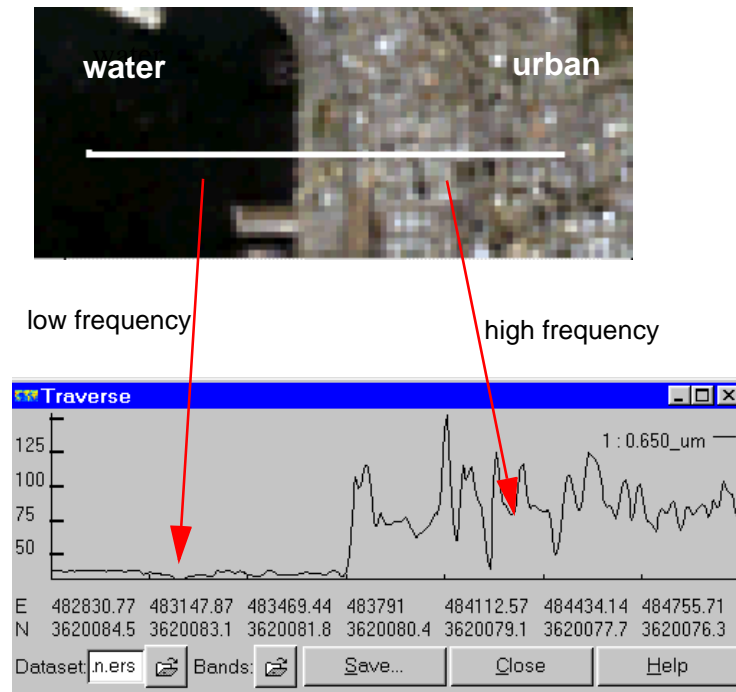 water urban
low frequency
high frequency
Traverse
1 : 0.650_um
125
100
75
50
E 482830.77 483147.87 483469.44 483791 484112.57 484434.14 484755.71
N 3620084.5 3620083.1 3620081.8 3620080.4 3620079.1 3620077.7 3620076.3
Dataset: .n.ers Bands: Save... Close Help